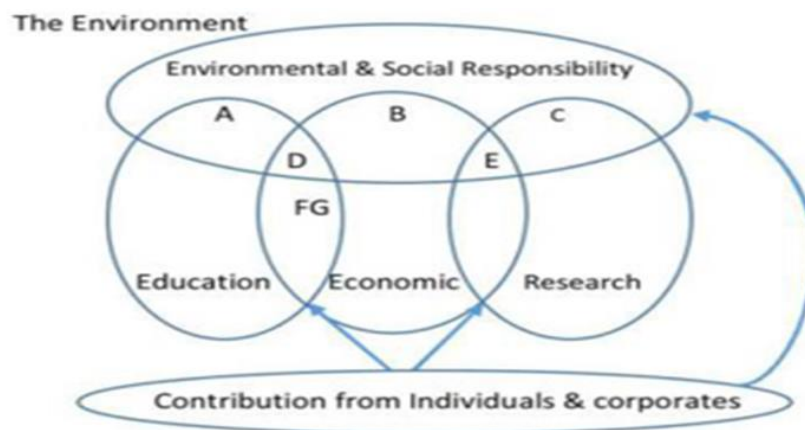 The Environment
Environmental & Social Responsibility
A B C
D E
FG
Education Economic Research
Contribution from Individuals & corporates